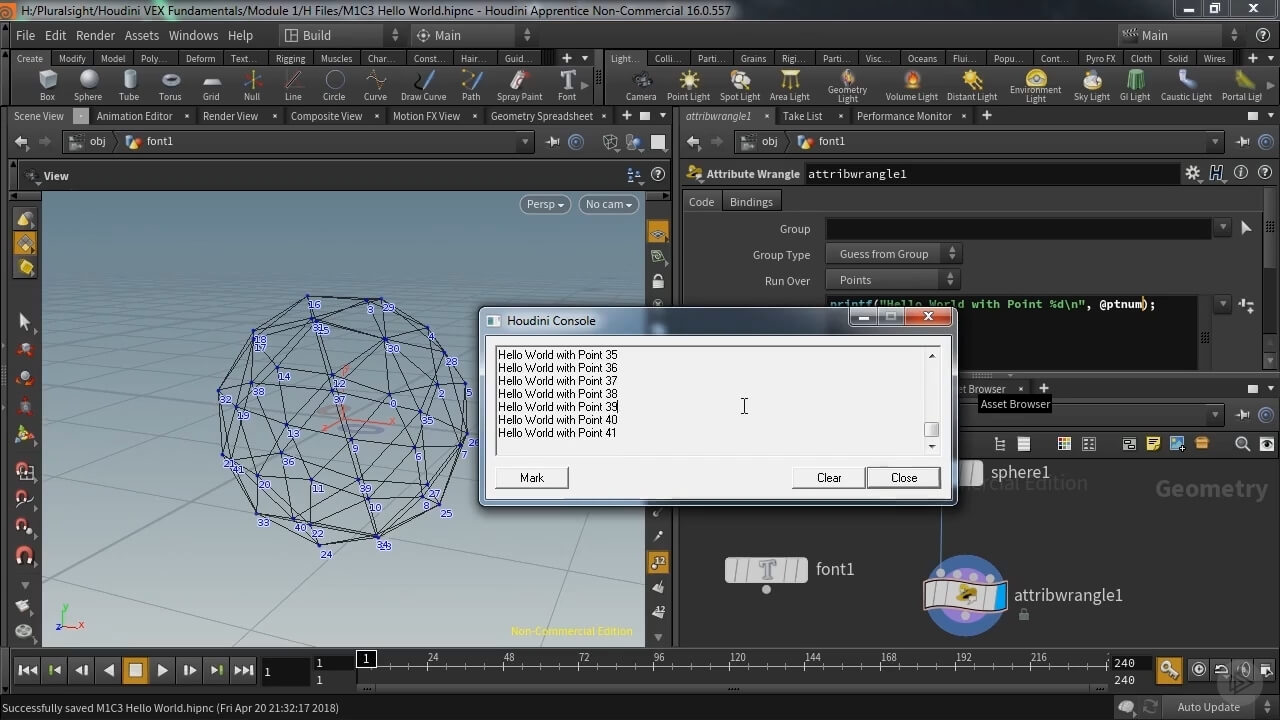 H:/Pluralsight/Houdini VEX Fundamentals/Module 1/H Files/M1C3 Hello World.hipnc - Houdini Apprentice Non-Commercial 16.0.557
File Edit Render Assets Windows Help Build Main Main
Create Modify Model Poly... Deform Text... Rigging Muscles Char... Const... Hair... Guid... Light... Colli... Parti... Grains Rigi... Parti... Visc... Oceans Flui... Popu... Cont... Pyro FX Cloth Solid Wires
Box Sphere Tube Torus Grid Null Line Circle Curve Draw Curve Path Spray Paint Font Camera Point Light Spot Light Area Light Geometry Light Volume Light Distant Light Environment Light Sky Light GI Light Caustic Light Portal Ligh
Scene View Animation Editor Render View Composite View Motion FX View Geometry Spreadsheet attribwrangle1 Take List Performance Monitor
obj font1 obj font1
View
Attribute Wrangle attribwrangle1
Code Bindings
Persp No cam
Group
Group Type Guess from Group
Run Over Points
printf("Hello World with Point %d\n", @ptnum);
Houdini Console
Hello World with Point 35
Hello World with Point 36
Hello World with Point 37
Hello World with Point 38
Hello World with Point 39
Hello World with Point 40
Hello World with Point 41
Mark Clear Close
et Browser
Asset Browser
16 3 29
15
4
18 30
17 28
14 12 2 5
32 37 0
19 35
13
9 6 7
36
41
20 11 39 27
10 8
33 25
40 22
24
sphere1
mercial Edition Geometry
font1
attribwrangle1
y
z x
Non-Commercial Edition
1 1 1 1 24 48 72 96 120 144 168 192 216 240 240
Successfully saved M1C3 Hello World.hipnc (Fri Apr 20 21:32:17 2018) Auto Update